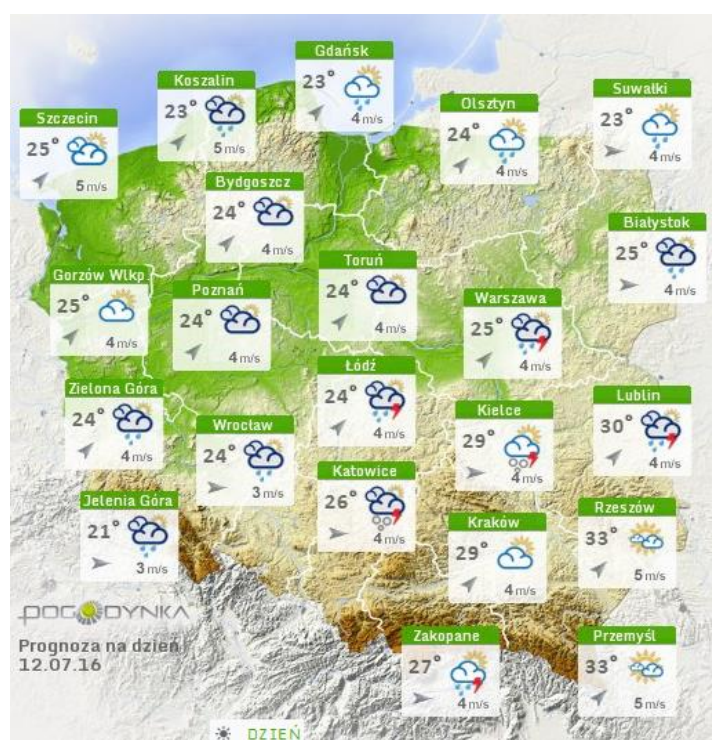 Gdańsk
23°
4 m/s
Koszalin
23°
5 m/s
Suwałki
23°
4 m/s
Olsztyn
24°
4 m/s
Szczecin
25°
5 m/s
Bydgoszcz
24°
4 m/s
Białystok
25°
4 m/s
Toruń
24°
4 m/s
Gorzów Wlkp.
25°
4 m/s
Poznań
24°
4 m/s
Warszawa
25°
4 m/s
Łódź
24°
4 m/s
Zielona Góra
24°
4 m/s
Lublin
30°
4 m/s
Kielce
29°
4 m/s
Wrocław
24°
3 m/s
Katowice
26°
4 m/s
Jelenia Góra
21°
3 m/s
Rzeszów
33°
5 m/s
Kraków
29°
4 m/s
POGODYNKA
Prognoza na dzień
12.07.16
Zakopane
27°
4 m/s
Przemyśl
33°
5 m/s
DZIEŃ